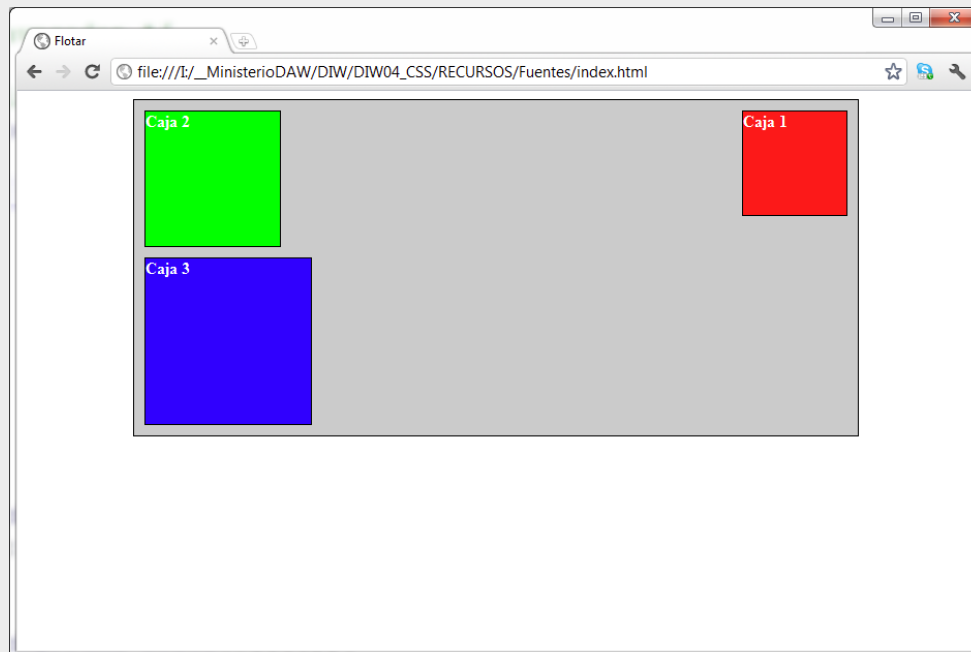 Flotar
file:///I:/__MinisterioDAW/DIW/DIW04_CSS/RECURSOS/Fuentes/index.html
Caja 2
Caja 1
Caja 3